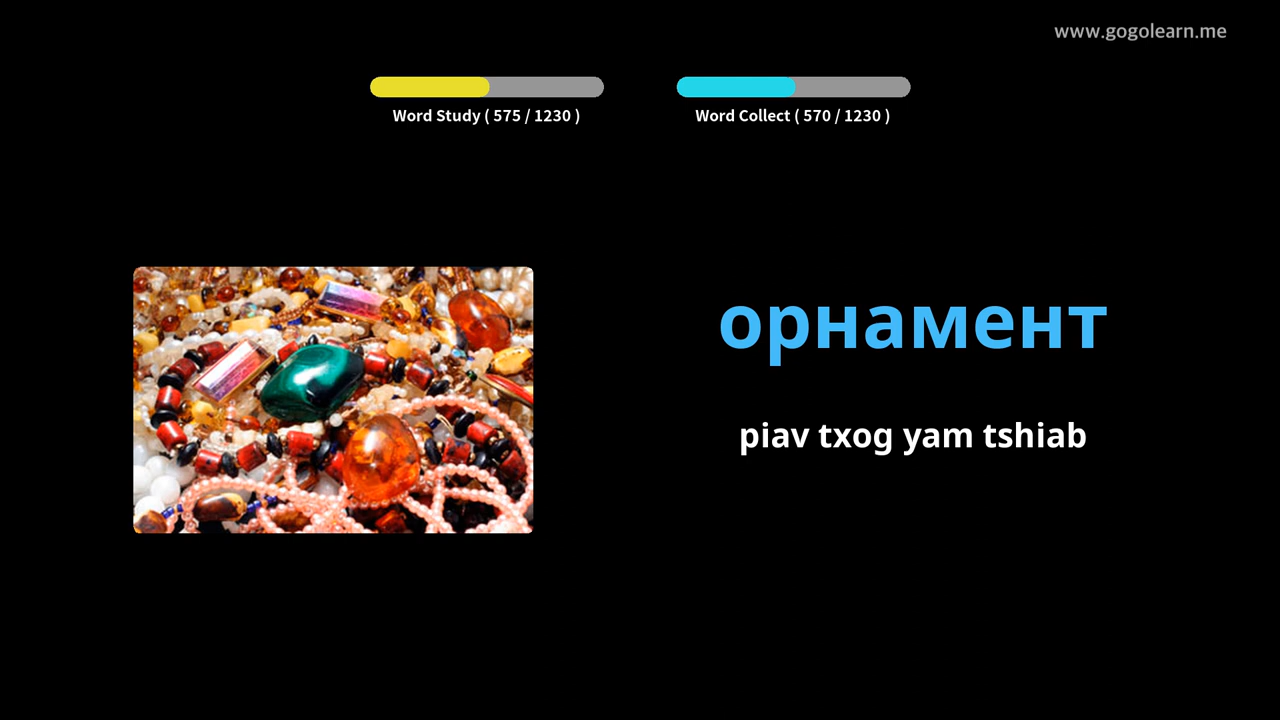 www.gogolearn.me
Word Study ( 575 / 1230 )
Word Collect ( 570 / 1230 )
орнамент
piav txog yam tshiab